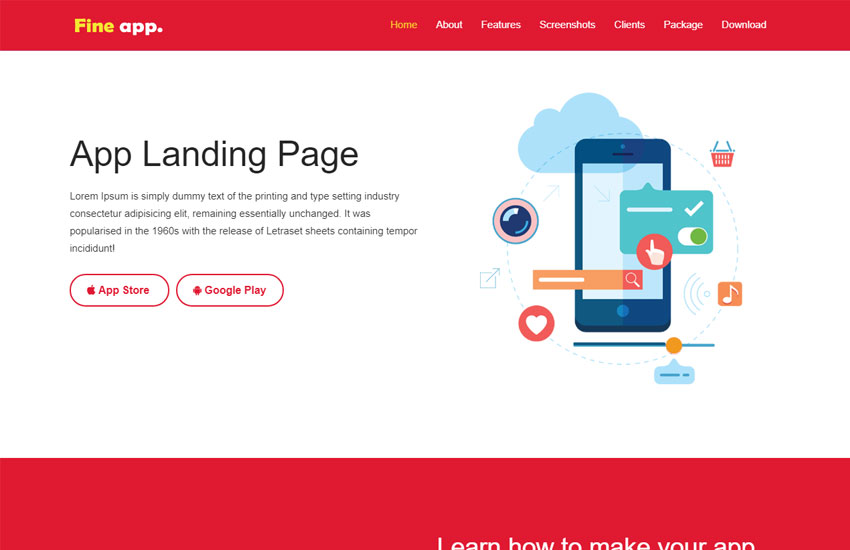 Fine app.
Home About Features Screenshots Clients Package Download
App Landing Page
Lorem Ipsum is simply dummy text of the printing and type setting industry
consectetur adipisicing elit, remaining essentially unchanged. It was
popularised in the 1960s with the release of Letraset sheets containing tempor
incididunt!
App Store
Google Play
Learn how to make your app